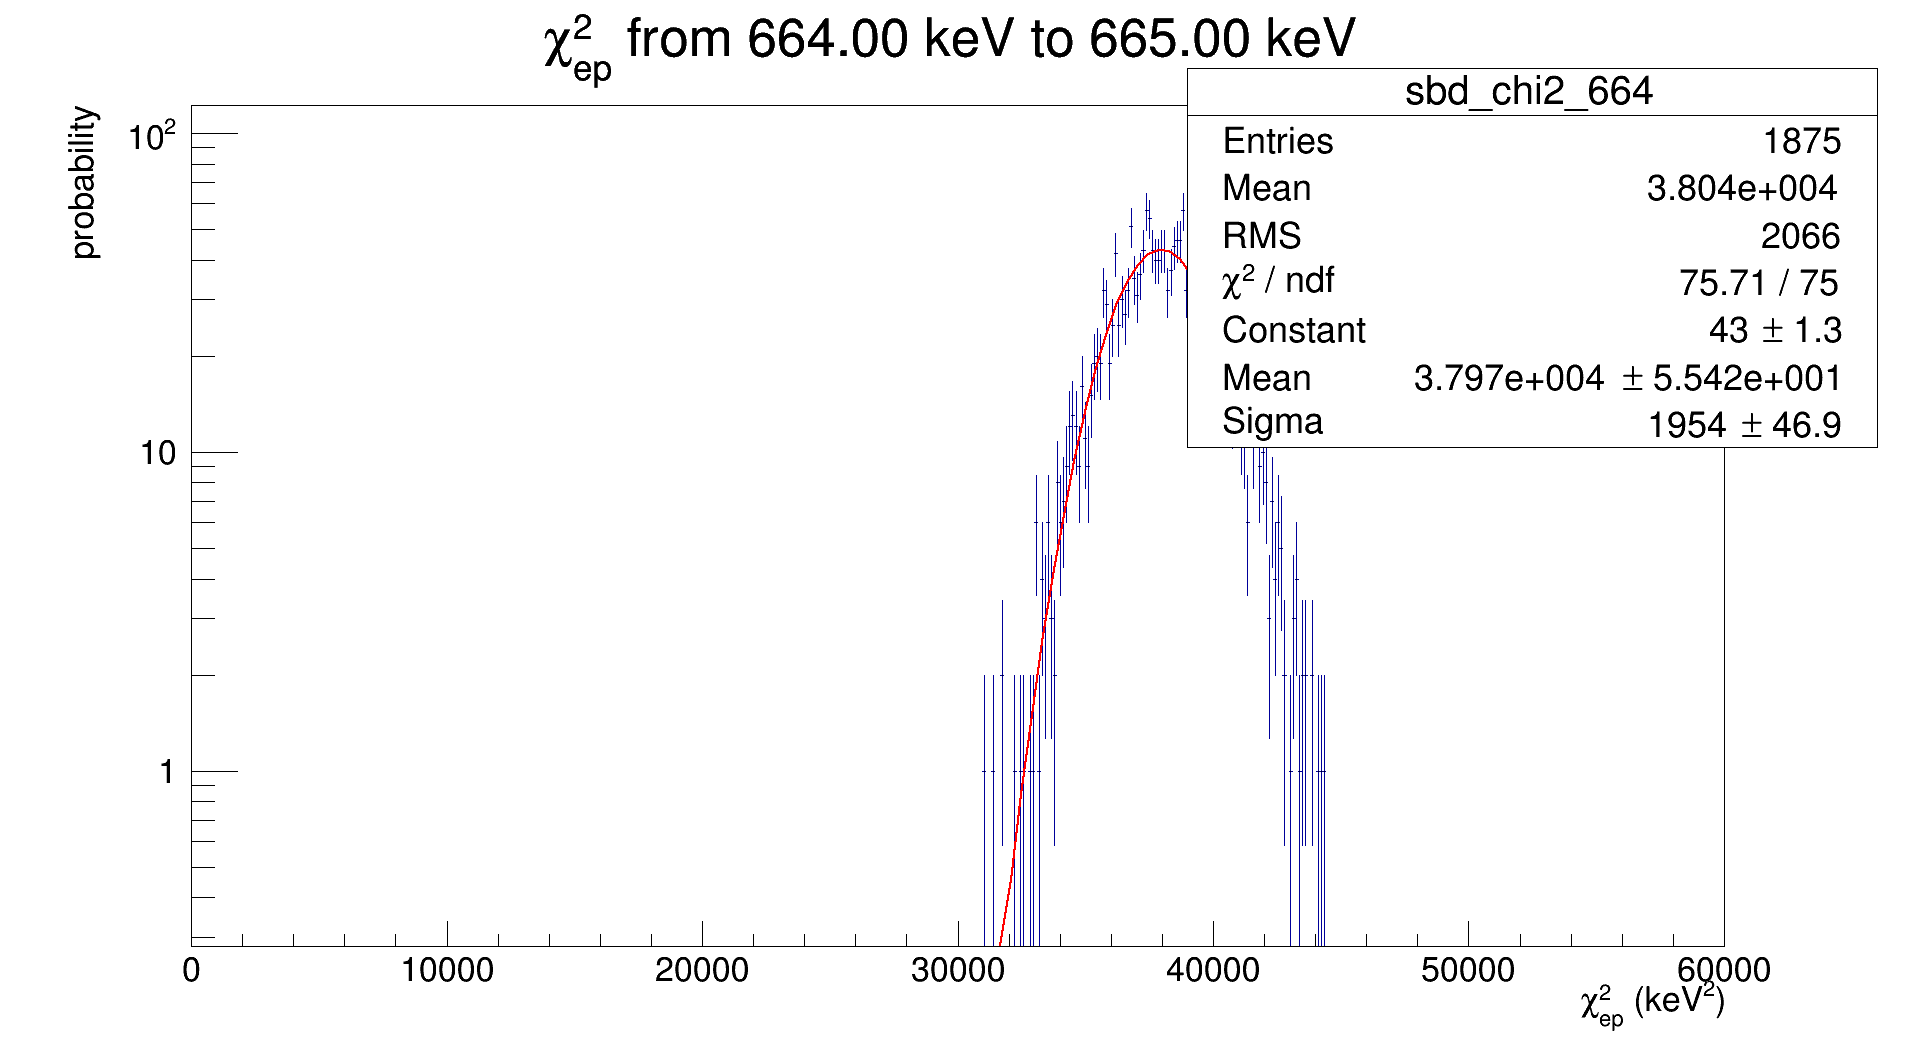 χ²ep from 664.00 keV to 665.00 keV
sbd_chi2_664
Entries 1875
Mean 3.804e+004
RMS 2066
χ² / ndf 75.71 / 75
Constant 43 ± 1.3
Mean 3.797e+004 ± 5.542e+001
Sigma 1954 ± 46.9
probability
10²
10
1
0 10000 20000 30000 40000 50000 60000
χ²ep (keV²)